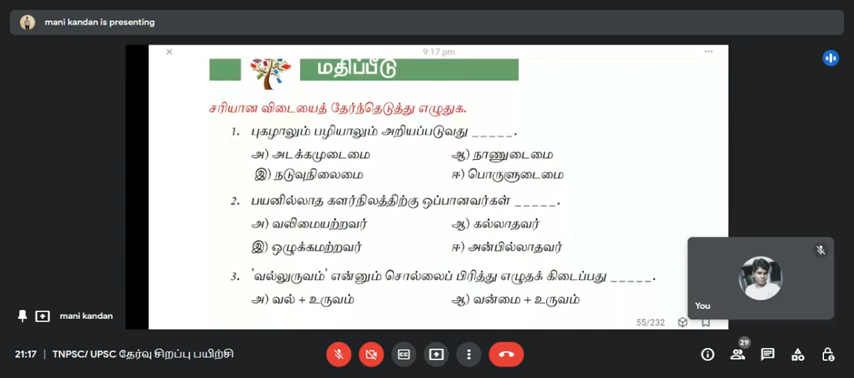 mani kandan is presenting
9:17 pm
மதிப்பீடு
சரியான விடையைத் தேர்ந்தெடுத்து எழுதுக.
1. புகழாலும் பழியாலும் அறியப்படுவது _____.
அ) அடக்கமுடைமை ஆ) நாணுடைமை
இ) நடுவுநிலைமை ஈ) பொருளுடைமை
2. பயனில்லாத களர்நிலத்திற்கு ஒப்பானவர்கள் _____.
அ) வலிமையற்றவர் ஆ) கல்லாதவர்
இ) ஒழுக்கமற்றவர் ஈ) அன்பில்லாதவர்
3. 'வல்லுருவம்' என்னும் சொல்லைப் பிரித்து எழுதக் கிடைப்பது _____.
அ) வல் + உருவம் ஆ) வன்மை + உருவம்
55/232
You
mani kandan
21:17 | TNPSC/ UPSC தேர்வு சிறப்பு பயிற்சி
29